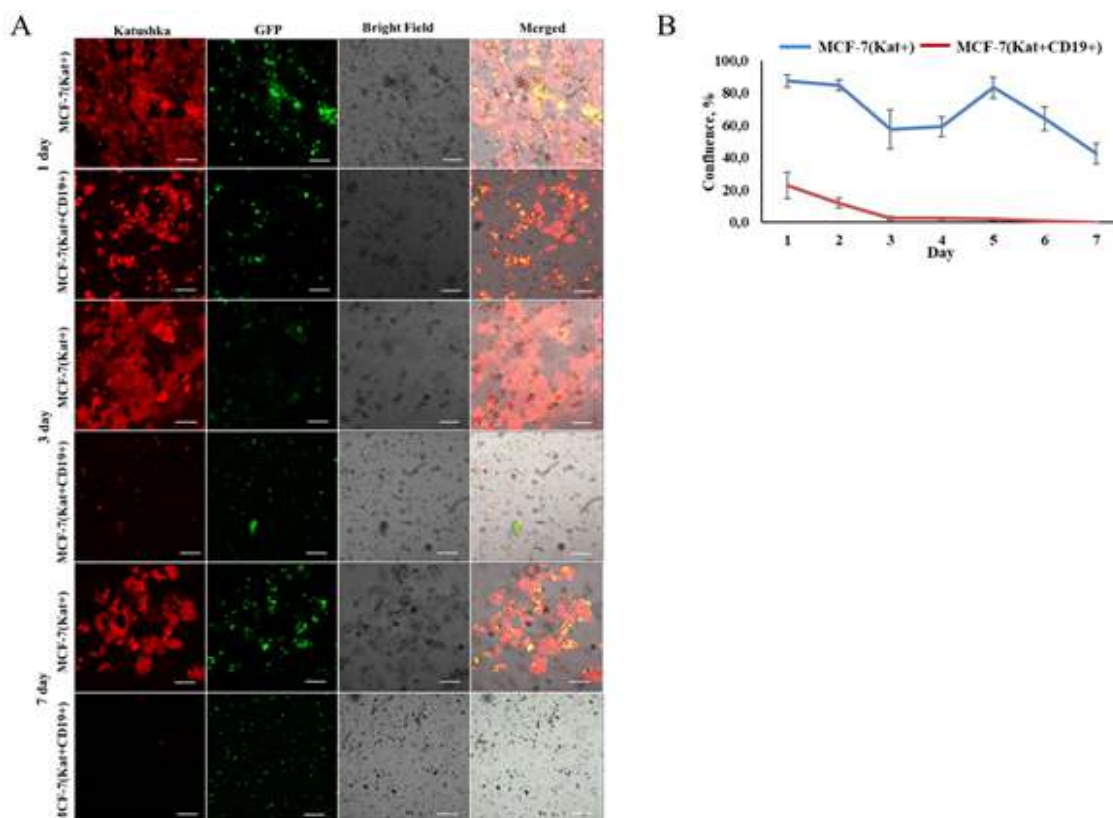 A
Katushka GFP Bright Field Merged
1 day
MCF-7(Kat+)
MCF-7(Kat+CD19+)
3 day
MCF-7(Kat+)
MCF-7(Kat+CD19+)
7 day
MCF-7(Kat+)
MCF-7(Kat+CD19+)
B
MCF-7(Kat+) MCF-7(Kat+CD19+)
Confluence, %
100,0
80,0
60,0
40,0
20,0
0,0
1 2 3 4 5 6 7
Day